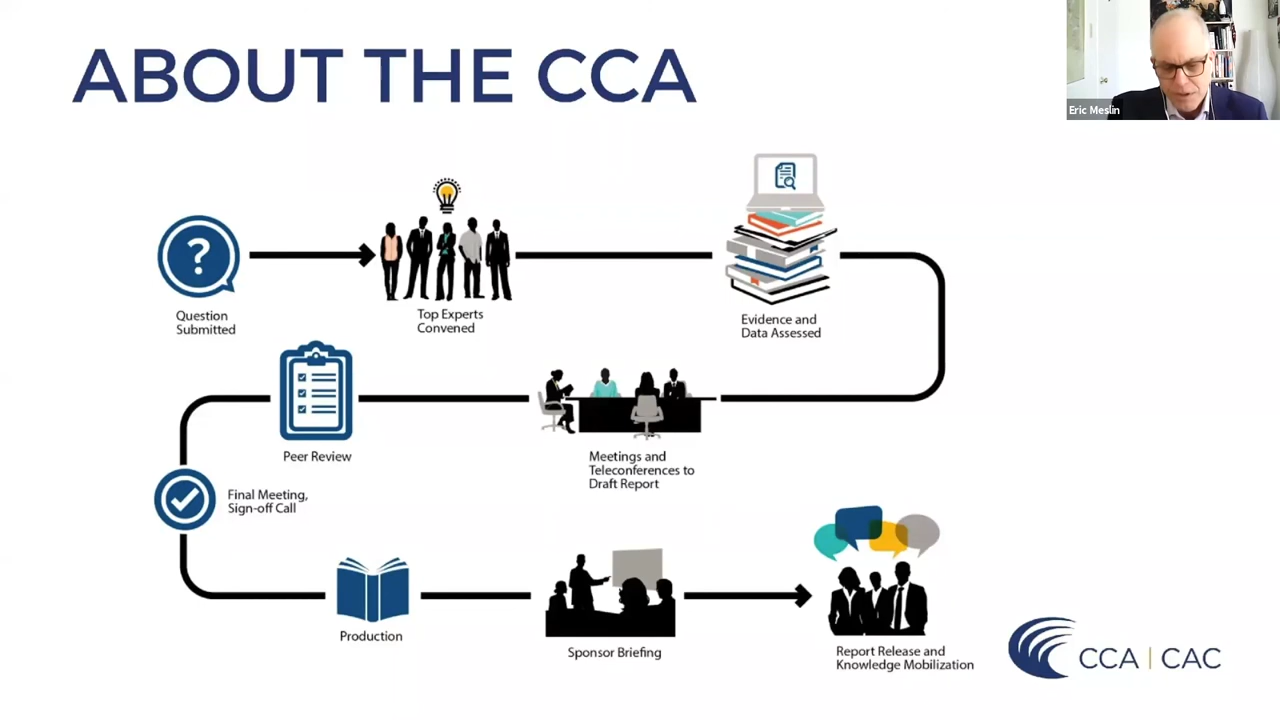 ABOUT THE CCA
Eric Meslin
?
Question
Submitted
Top Experts
Convened
Evidence and
Data Assessed
Peer Review
Meetings and
Teleconferences to
Draft Report
Final Meeting,
Sign-off Call
Production
Sponsor Briefing
Report Release and
Knowledge Mobilization
CCA | CAC